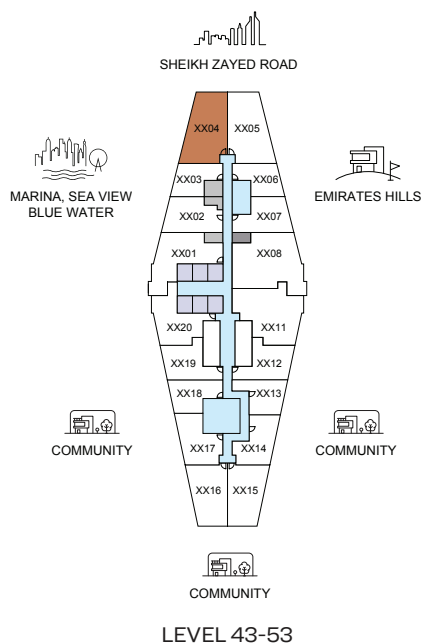 SHEIKH ZAYED ROAD
XX04
XX05
MARINA, SEA VIEW
BLUE WATER
XX03
XX06
EMIRATES HILLS
XX02
XX07
XX01
XX08
XX20
XX11
XX19
XX12
XX18
XX13
COMMUNITY
XX17
XX14
COMMUNITY
XX16
XX15
COMMUNITY
LEVEL 43-53